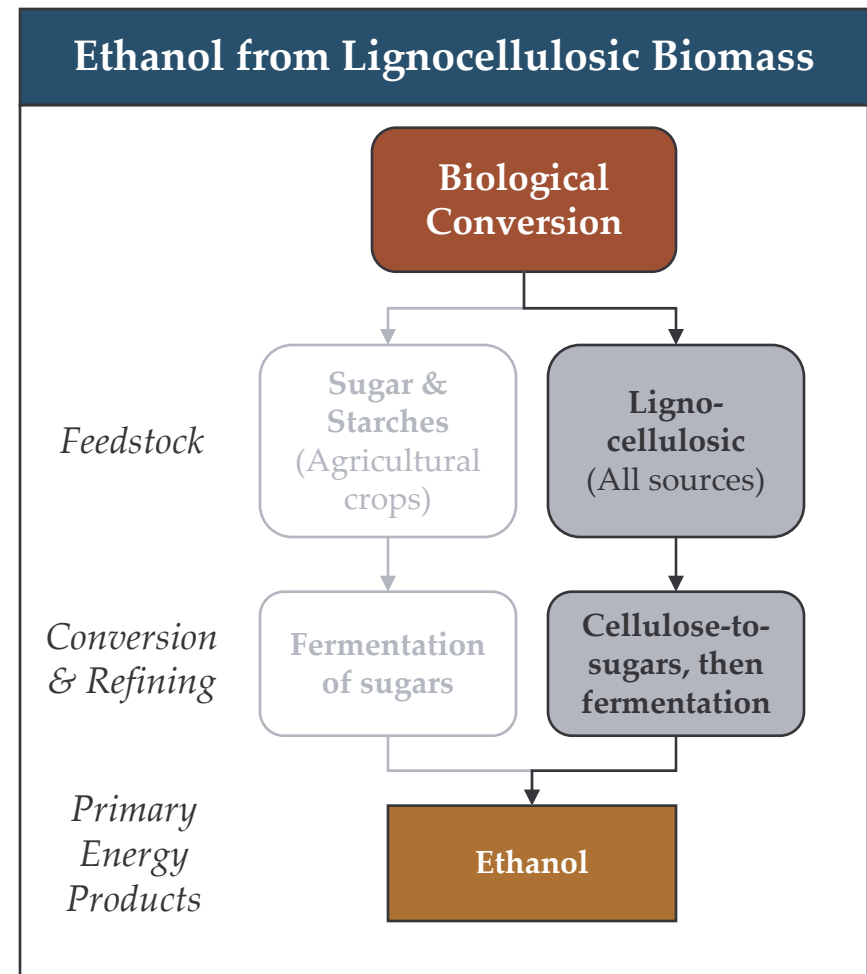 Ethanol from Lignocellulosic Biomass
Biological
Conversion
Feedstock
Sugar &
Starches
(Agricultural
crops)
Ligno-
cellulosic
(All sources)
Conversion
& Refining
Fermentation
of sugars
Cellulose-to-
sugars, then
fermentation
Primary
Energy
Products
Ethanol